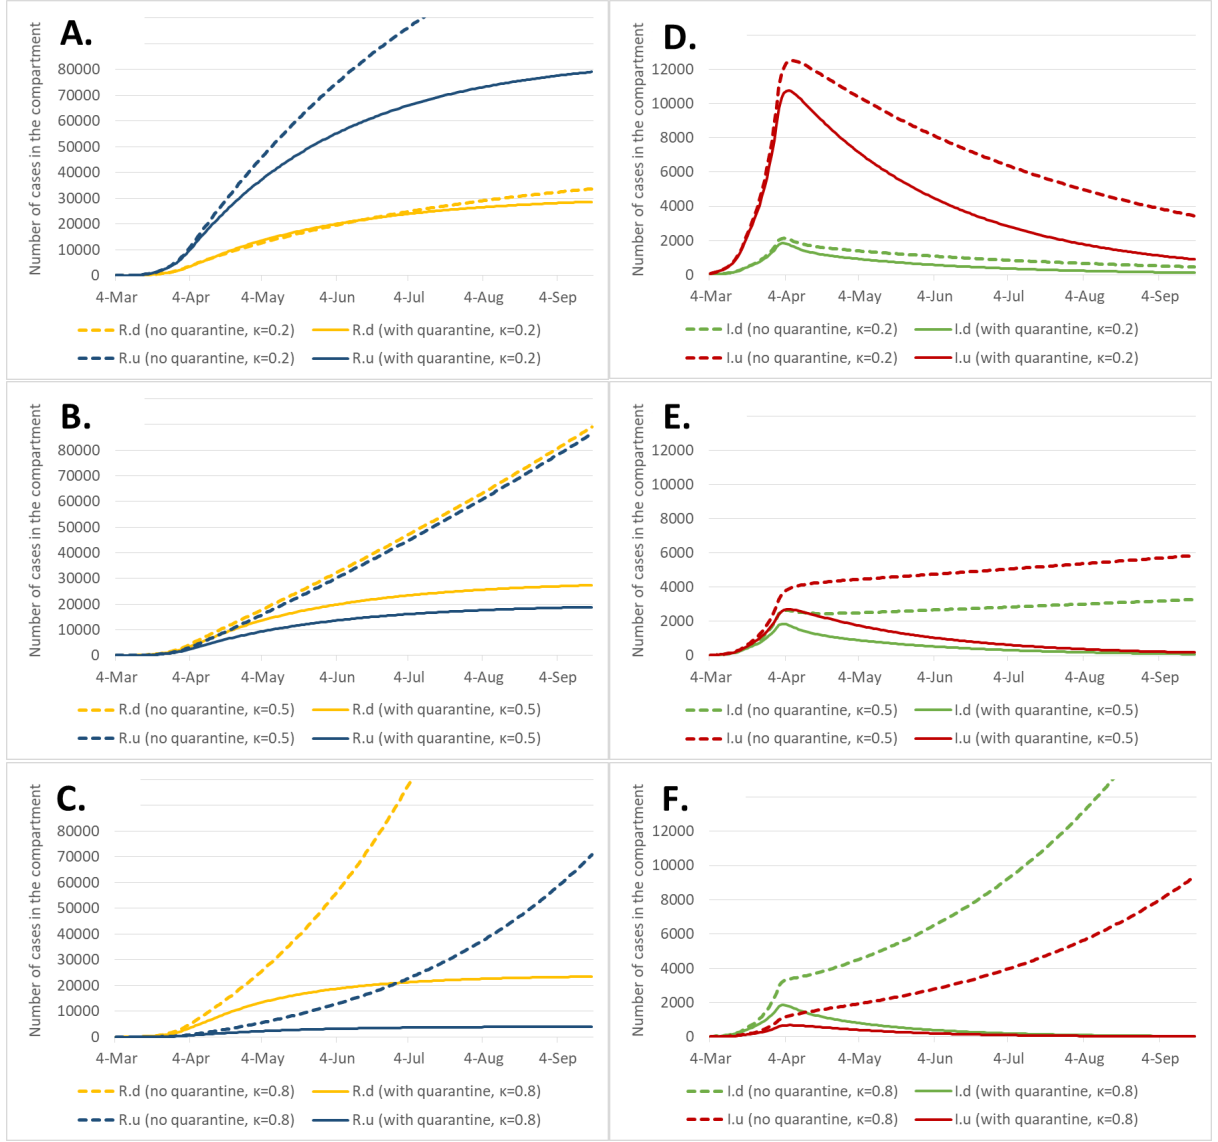 A.
Number of cases in the compartment
80000
70000
60000
50000
40000
30000
20000
10000
0
4-Mar 4-Apr 4-May 4-Jun 4-Jul 4-Aug 4-Sep
R.d (no quarantine, κ=0.2) R.d (with quarantine, κ=0.2)
R.u (no quarantine, κ=0.2) R.u (with quarantine, κ=0.2)
D.
Number of cases in the compartment
12000
10000
8000
6000
4000
2000
0
4-Mar 4-Apr 4-May 4-Jun 4-Jul 4-Aug 4-Sep
I.d (no quarantine, κ=0.2) I.d (with quarantine, κ=0.2)
I.u (no quarantine, κ=0.2) I.u (with quarantine, κ=0.2)
B.
Number of cases in the compartment
80000
70000
60000
50000
40000
30000
20000
10000
0
4-Mar 4-Apr 4-May 4-Jun 4-Jul 4-Aug 4-Sep
R.d (no quarantine, κ=0.5) R.d (with quarantine, κ=0.5)
R.u (no quarantine, κ=0.5) R.u (with quarantine, κ=0.5)
E.
Number of cases in the compartment
12000
10000
8000
6000
4000
2000
0
4-Mar 4-Apr 4-May 4-Jun 4-Jul 4-Aug 4-Sep
I.d (no quarantine, κ=0.5) I.d (with quarantine, κ=0.5)
I.u (no quarantine, κ=0.5) I.u (with quarantine, κ=0.5)
C.
Number of cases in the compartment
80000
70000
60000
50000
40000
30000
20000
10000
0
4-Mar 4-Apr 4-May 4-Jun 4-Jul 4-Aug 4-Sep
R.d (no quarantine, κ=0.8) R.d (with quarantine, κ=0.8)
R.u (no quarantine, κ=0.8) R.u (with quarantine, κ=0.8)
F.
Number of cases in the compartment
12000
10000
8000
6000
4000
2000
0
4-Mar 4-Apr 4-May 4-Jun 4-Jul 4-Aug 4-Sep
I.d (no quarantine, κ=0.8) I.d (with quarantine, κ=0.8)
I.u (no quarantine, κ=0.8) I.u (with quarantine, κ=0.8)